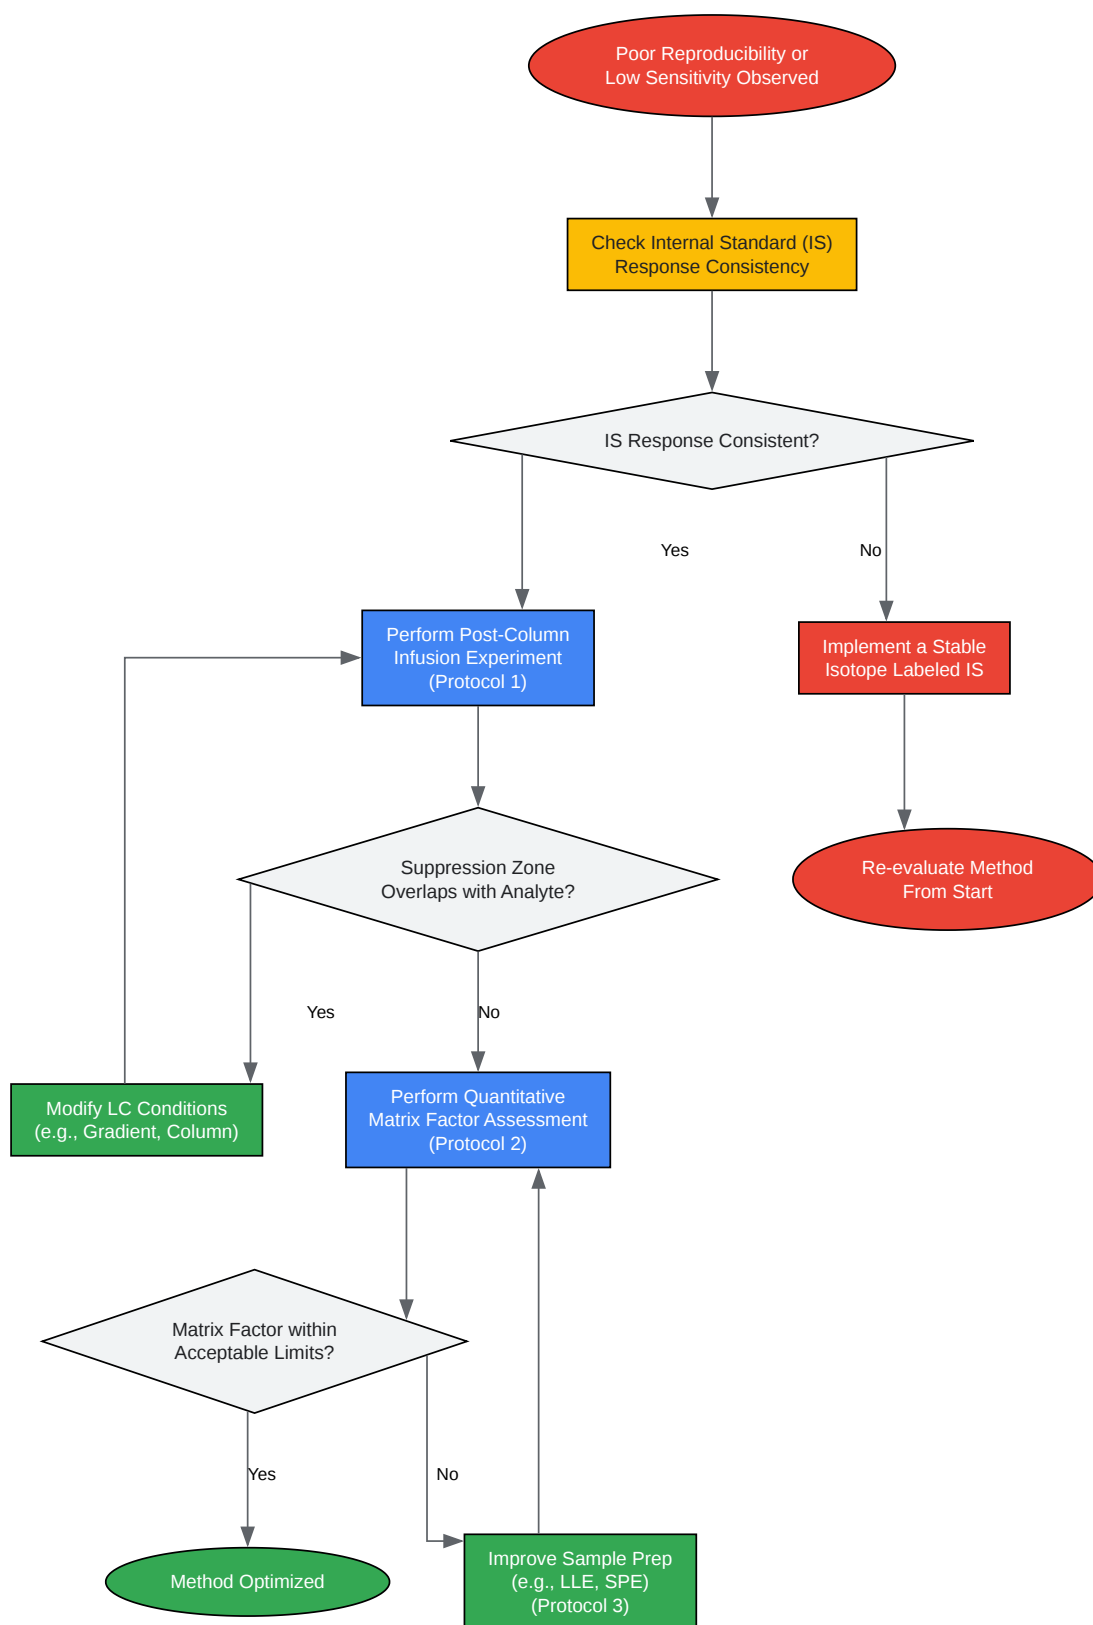 Poor Reproducibility or
Low Sensitivity Observed
Check Internal Standard (IS)
Response Consistency
IS Response Consistent?
Yes
No
Perform Post-Column
Infusion Experiment
(Protocol 1)
Implement a Stable
Isotope Labeled IS
Suppression Zone
Overlaps with Analyte?
Re-evaluate Method
From Start
Yes
No
Modify LC Conditions
(e.g., Gradient, Column)
Perform Quantitative
Matrix Factor Assessment
(Protocol 2)
Matrix Factor within
Acceptable Limits?
Yes
No
Method Optimized
Improve Sample Prep
(e.g., LLE, SPE)
(Protocol 3)